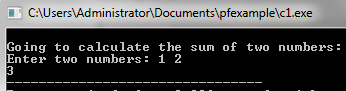 C:\Users\Administrator\Documents\pfexample\c1.exe
Going to calculate the sum of two numbers:
Enter two numbers: 1 2
3
--------------------------------